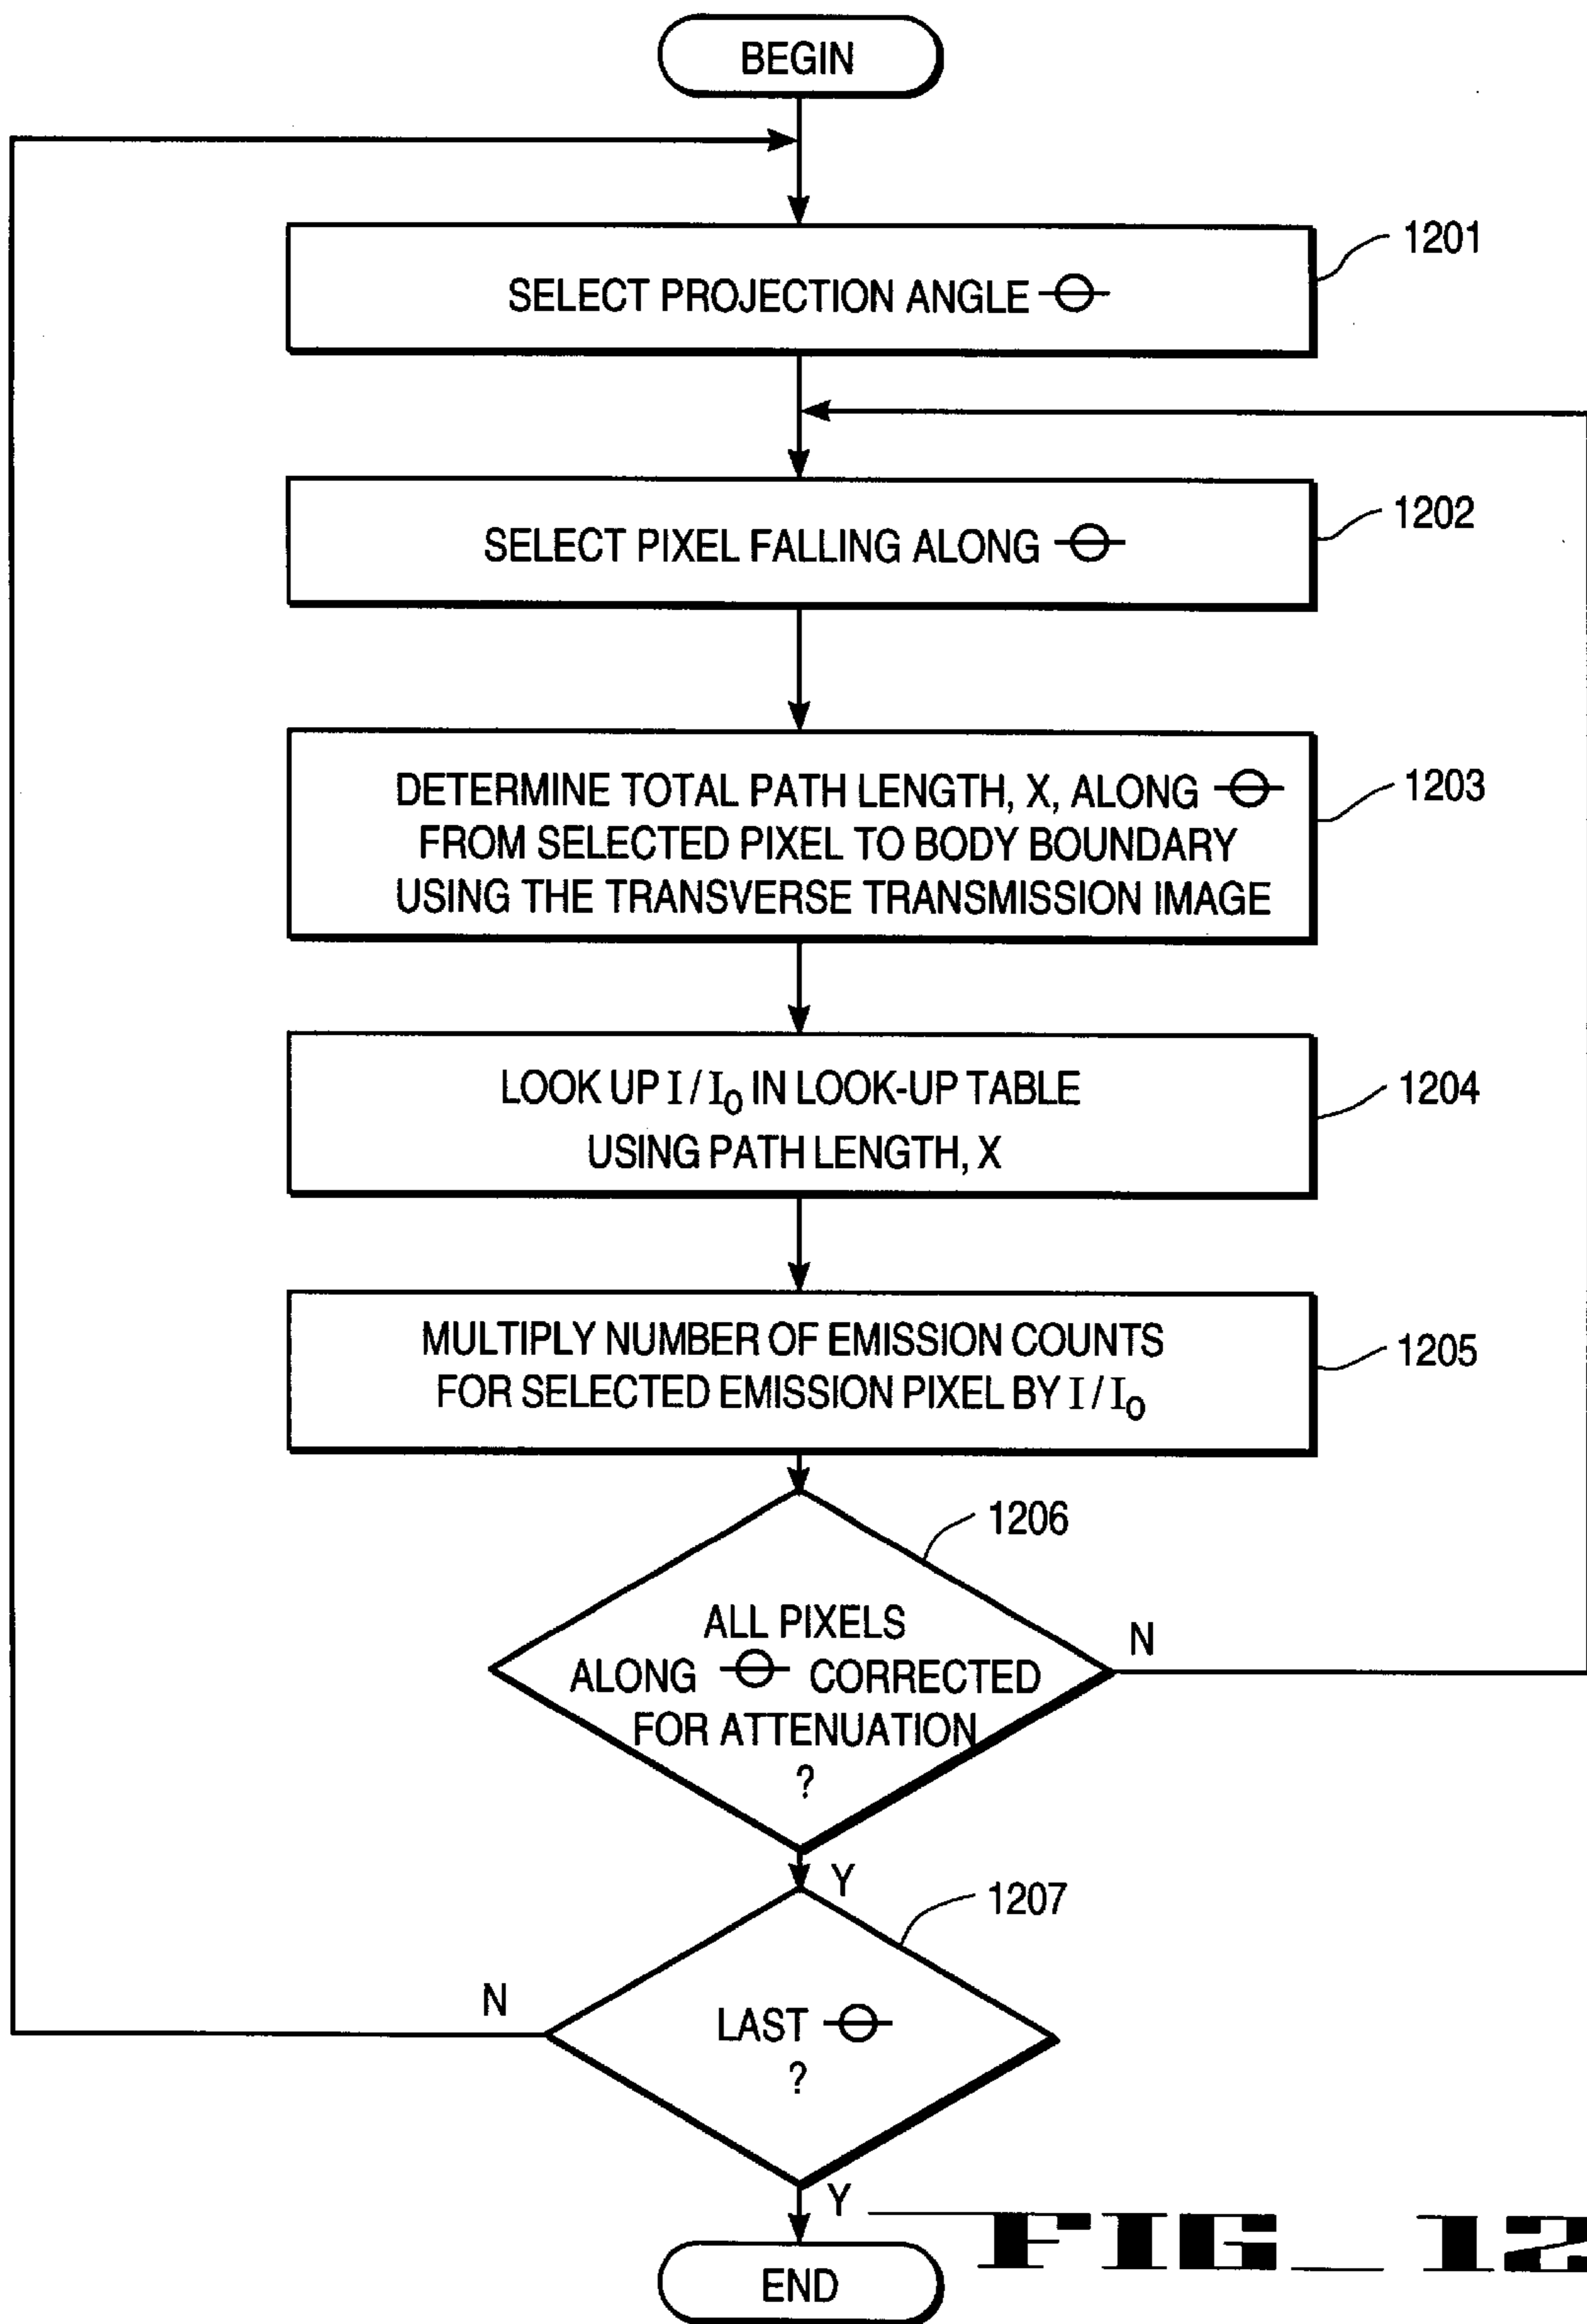 BEGIN
1201
SELECT PROJECTION ANGLE ⦵
1202
SELECT PIXEL FALLING ALONG ⦵
1203
DETERMINE TOTAL PATH LENGTH, X, ALONG ⦵
FROM SELECTED PIXEL TO BODY BOUNDARY
USING THE TRANSVERSE TRANSMISSION IMAGE
1204
LOOK UP I/I₀ IN LOOK-UP TABLE
USING PATH LENGTH, X
1205
MULTIPLY NUMBER OF EMISSION COUNTS
FOR SELECTED EMISSION PIXEL BY I/I₀
1206
ALL PIXELS
ALONG ⦵ CORRECTED
FOR ATTENUATION
?
N
Y
1207
LAST ⦵
?
N
Y
END
FIG_12